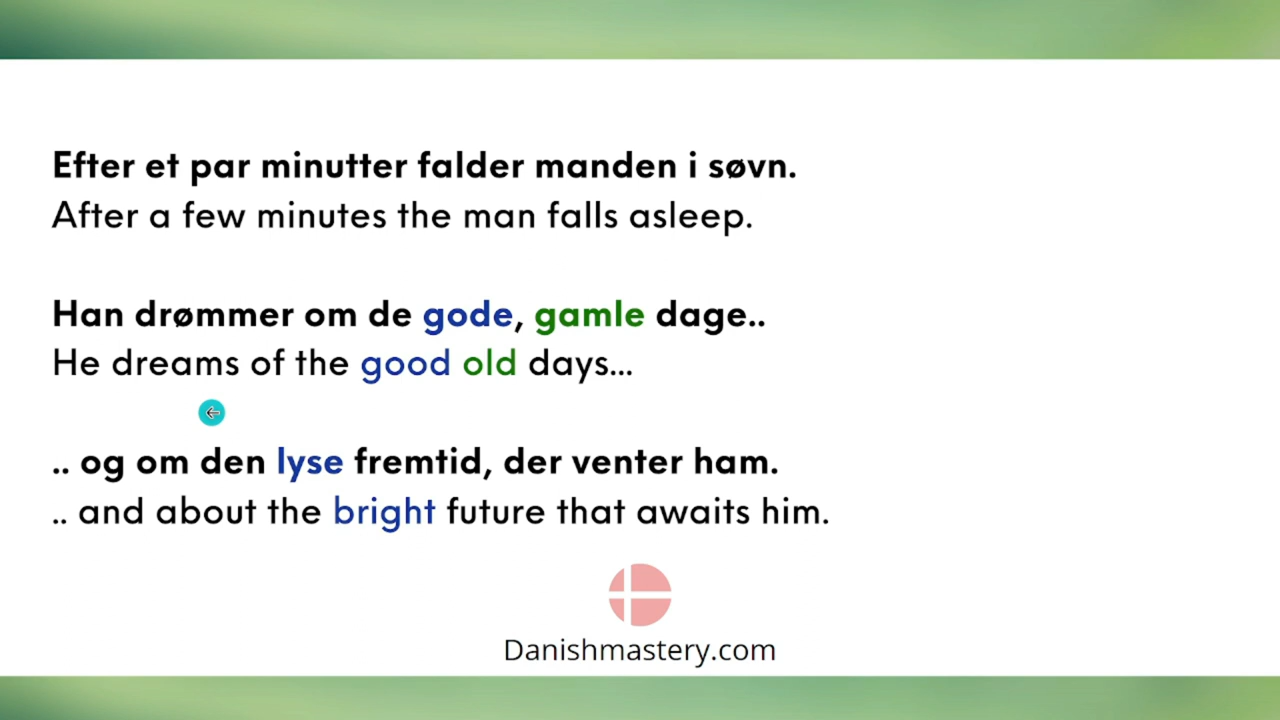 Efter et par minutter falder manden i søvn.
After a few minutes the man falls asleep.
Han drømmer om de gode, gamle dage..
He dreams of the good old days...
.. og om den lyse fremtid, der venter ham.
.. and about the bright future that awaits him.
Danishmastery.com